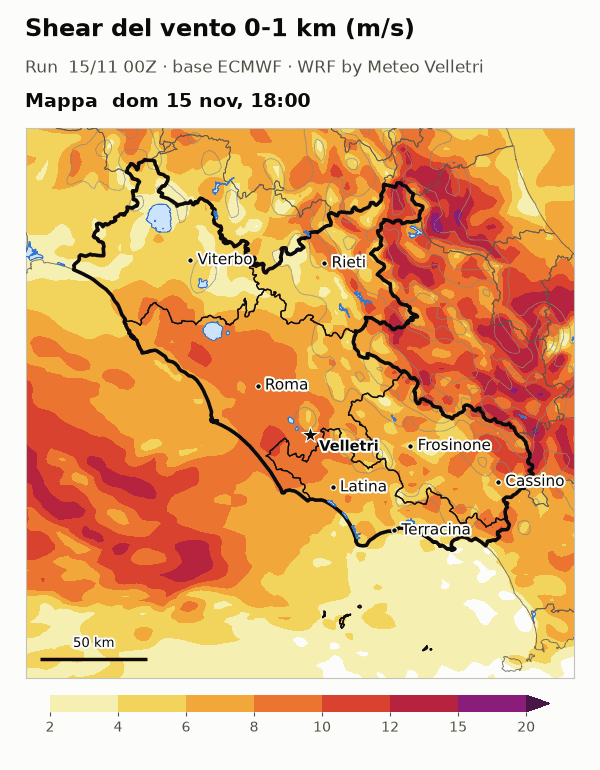 Shear del vento 0-1 km (m/s)
Run  15/11 00Z · base ECMWF · WRF by Meteo Velletri
Mappa  dom 15 nov, 18:00
Viterbo
Rieti
Roma
Velletri
Frosinone
Latina
Cassino
Terracina
50 km
2 4 6 8 10 12 15 20